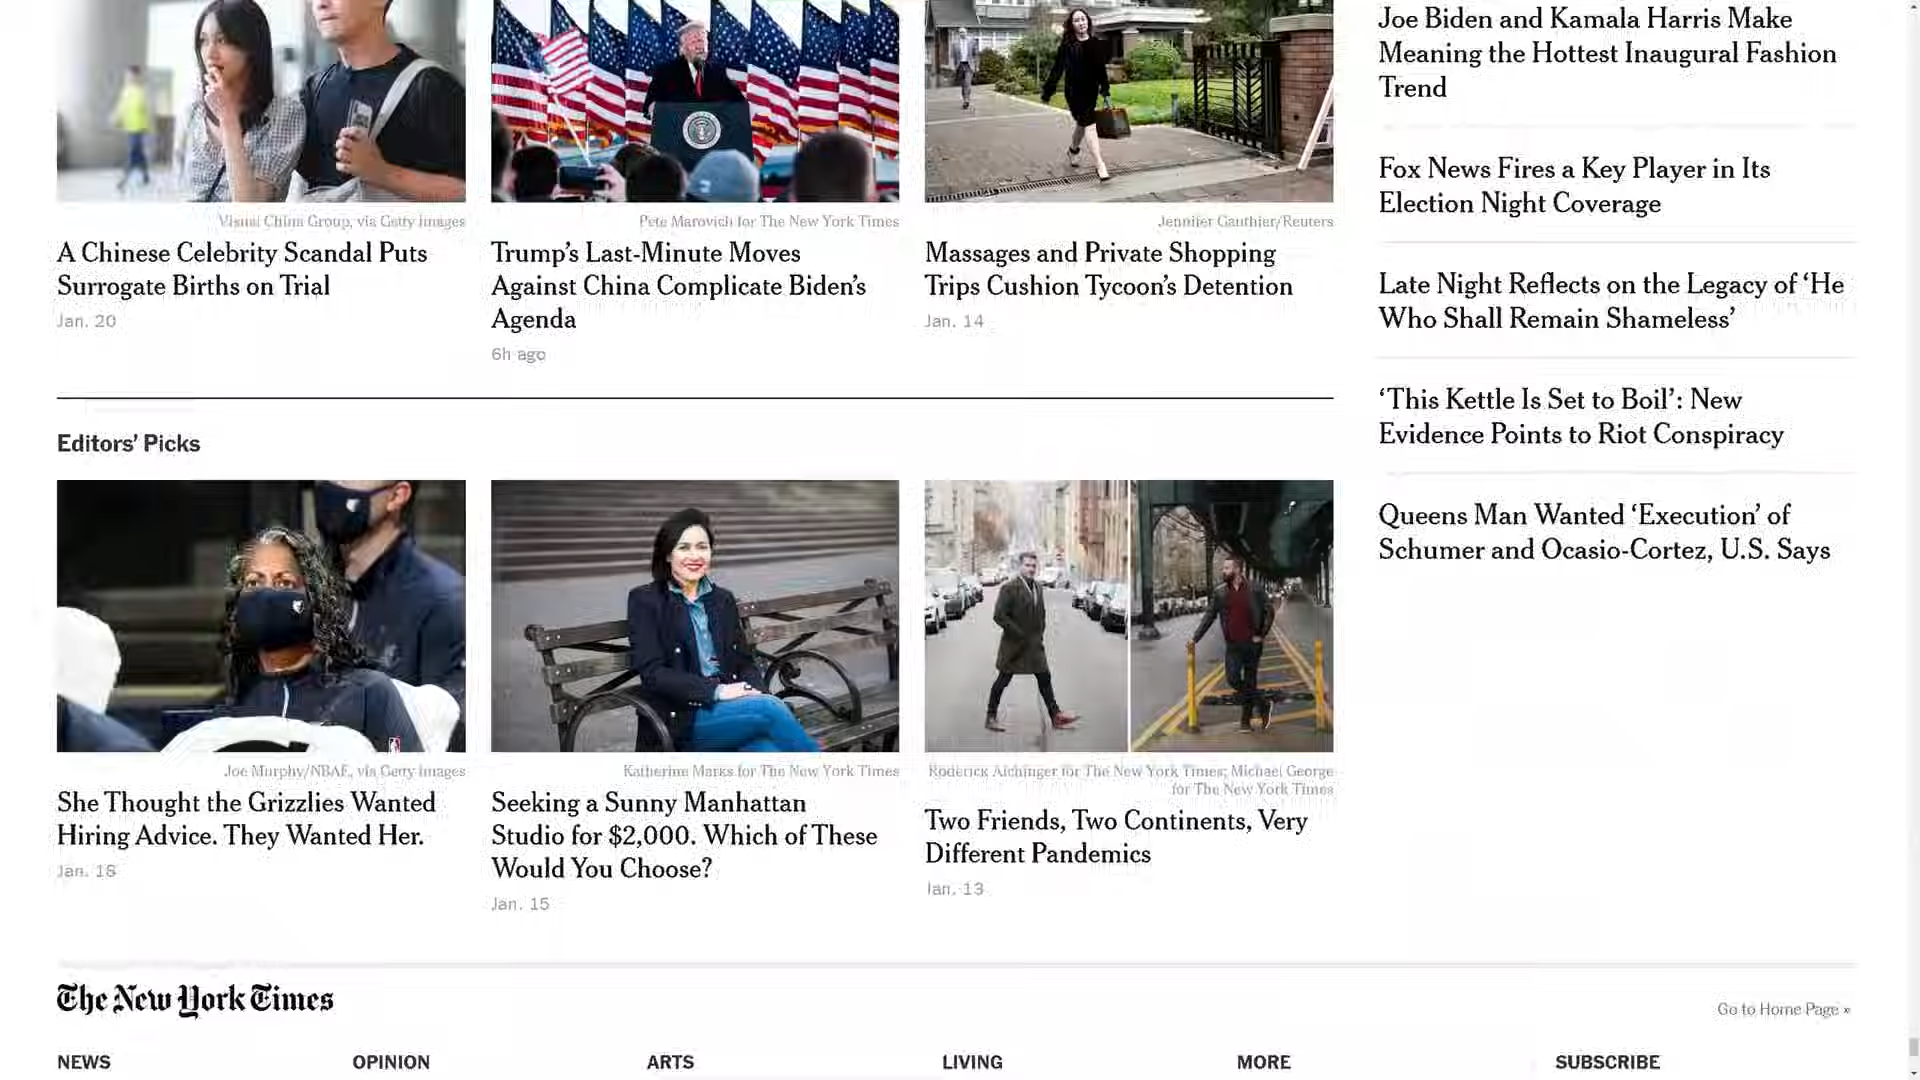 Visual China Group, via Getty Images
A Chinese Celebrity Scandal Puts
Surrogate Births on Trial
Jan. 20
Pete Marovich for The New York Times
Trump’s Last-Minute Moves
Against China Complicate Biden’s
Agenda
6h ago
Jennifer Gauthier/Reuters
Massages and Private Shopping
Trips Cushion Tycoon’s Detention
Jan. 14
Joe Biden and Kamala Harris Make
Meaning the Hottest Inaugural Fashion
Trend
Fox News Fires a Key Player in Its
Election Night Coverage
Late Night Reflects on the Legacy of ‘He
Who Shall Remain Shameless’
‘This Kettle Is Set to Boil’: New
Evidence Points to Riot Conspiracy
Queens Man Wanted ‘Execution’ of
Schumer and Ocasio-Cortez, U.S. Says
Editors’ Picks
Joe Murphy/NBAE, via Getty Images
She Thought the Grizzlies Wanted
Hiring Advice. They Wanted Her.
Jan. 18
Katherine Marks for The New York Times
Seeking a Sunny Manhattan
Studio for $2,000. Which of These
Would You Choose?
Jan. 15
Roderick Aichinger for The New York Times; Michael George
for The New York Times
Two Friends, Two Continents, Very
Different Pandemics
Jan. 13
The New York Times
Go to Home Page »
NEWS
OPINION
ARTS
LIVING
MORE
SUBSCRIBE